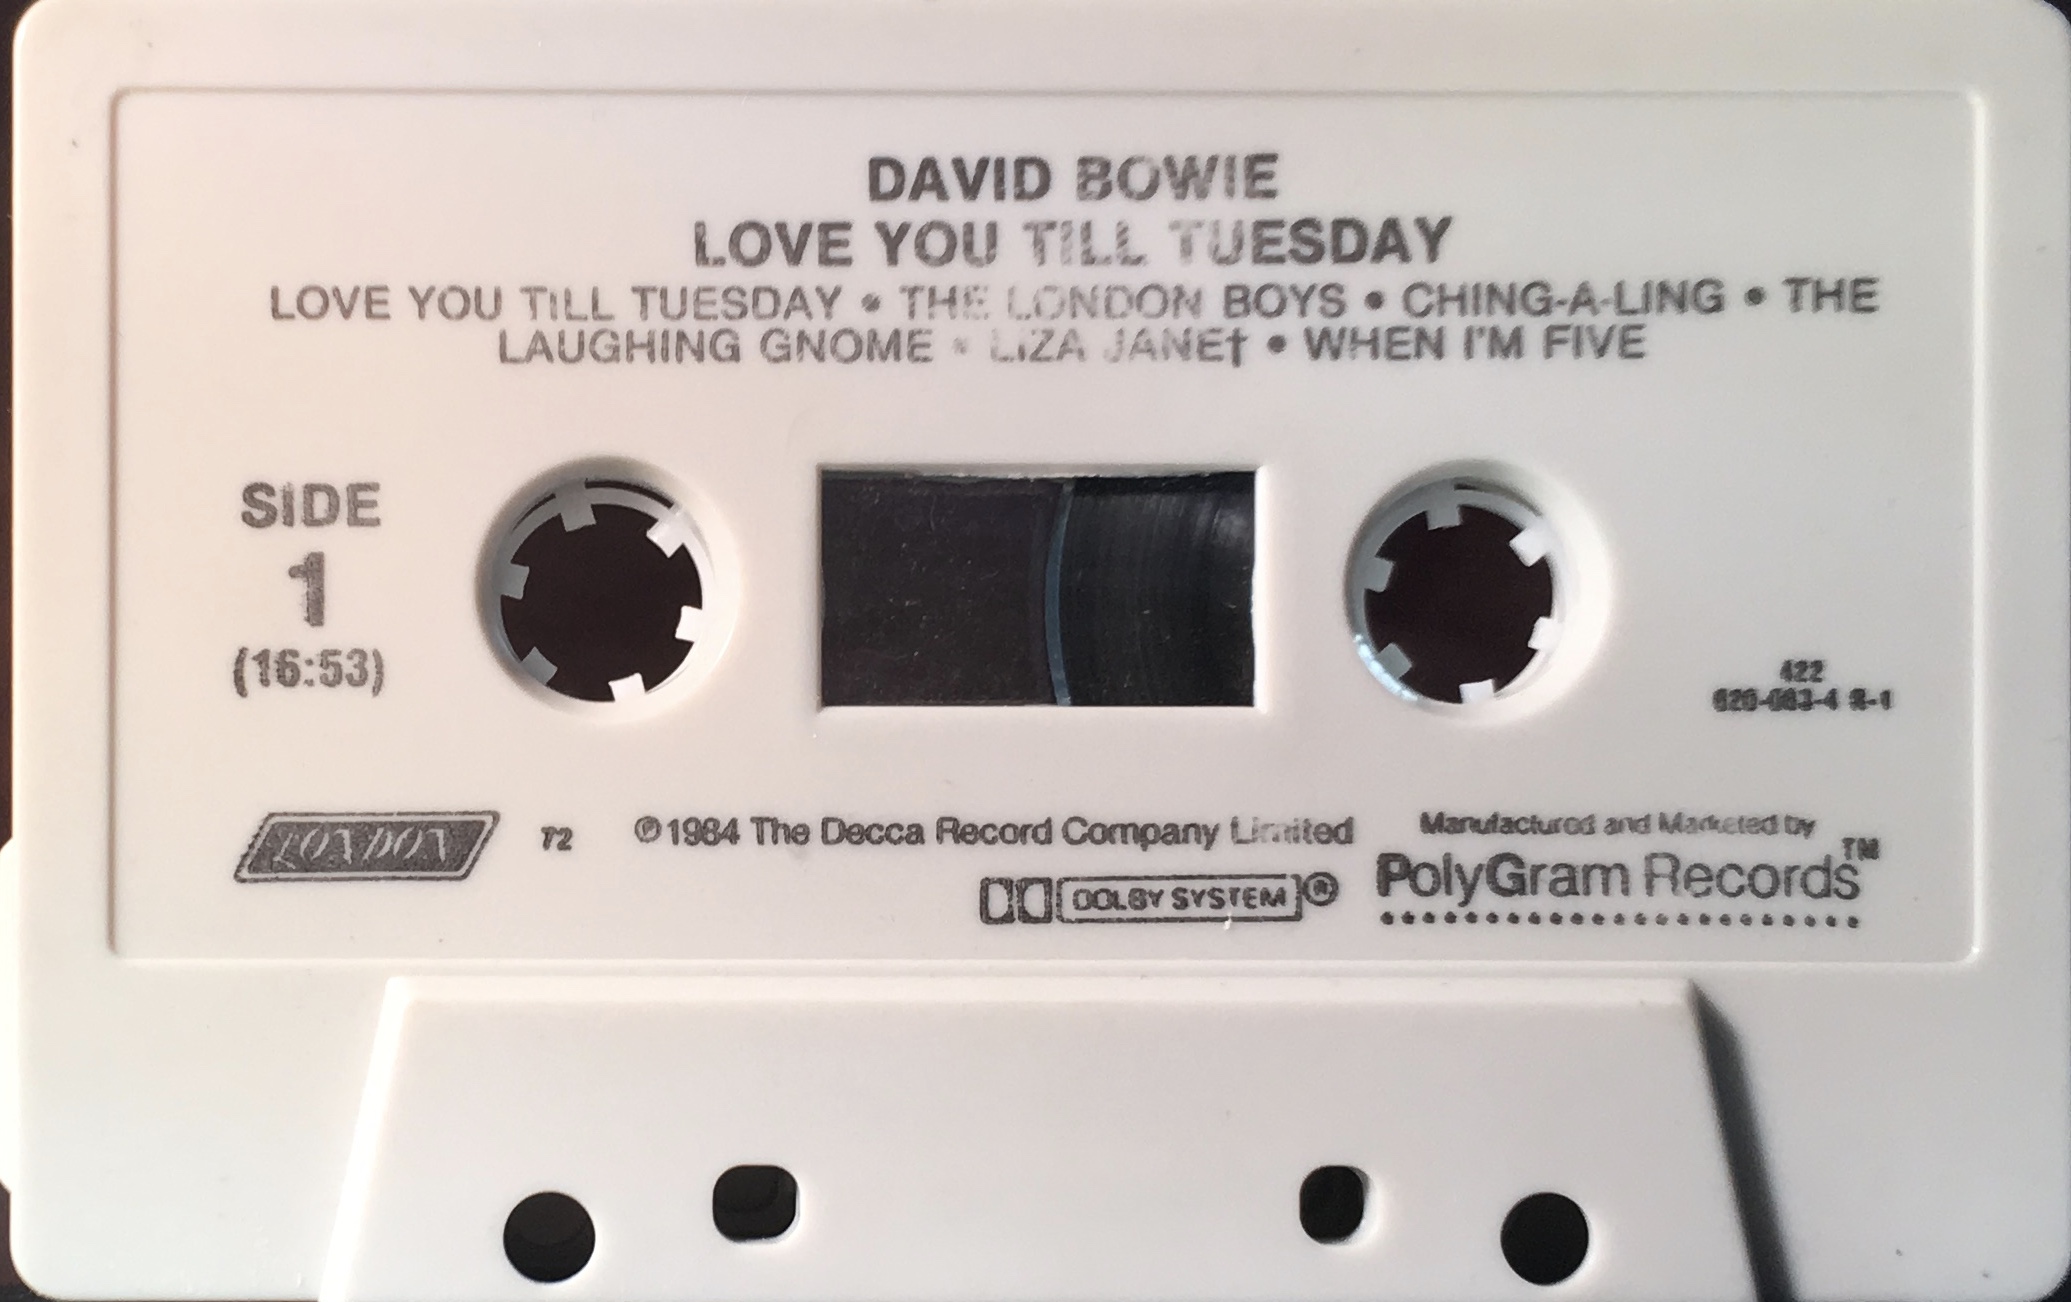 DAVID BOWIE
LOVE YOU TILL TUESDAY
LOVE YOU TILL TUESDAY • THE LONDON BOYS • CHING-A-LING • THE
LAUGHING GNOME • LIZA JANE† • WHEN I'M FIVE
SIDE
1
(16:53)
422
820-083-4 R-1
LONDON
72
℗1984 The Decca Record Company Limited
DOLBY SYSTEM®
Manufactured and Marketed by
PolyGram Records™